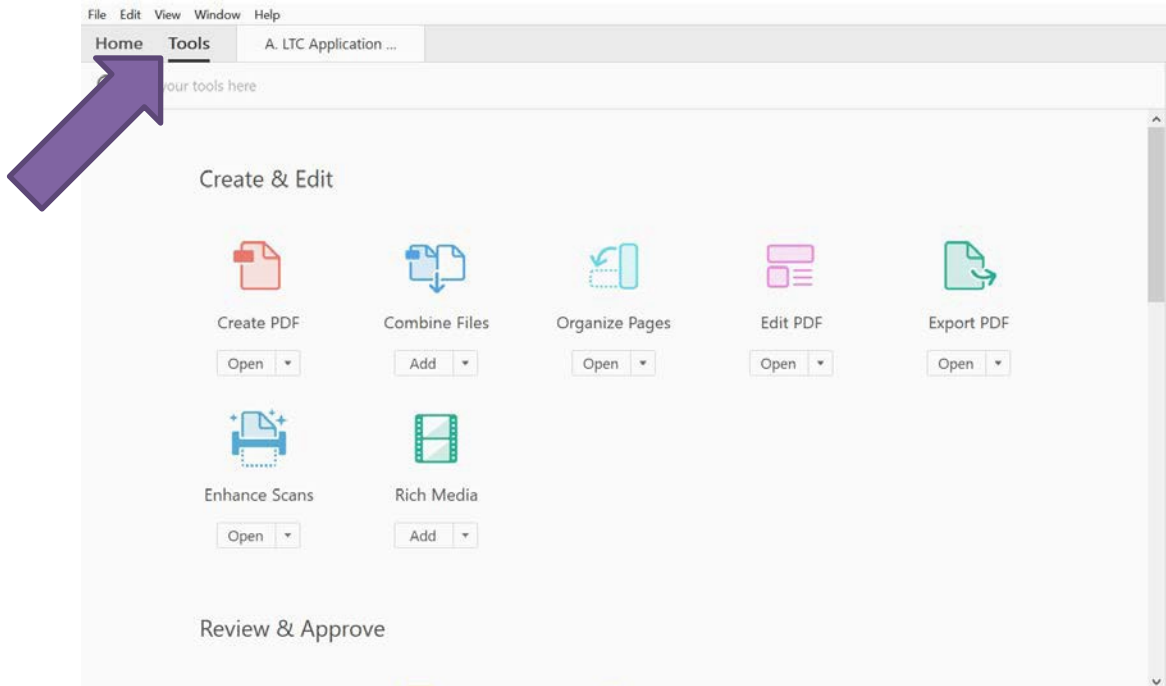 File Edit View Window Help
Home Tools A. LTC Application ...
your tools here
Create & Edit
Create PDF Combine Files Organize Pages Edit PDF Export PDF
Open Add Open Open Open
Enhance Scans Rich Media
Open Add
Review & Approve